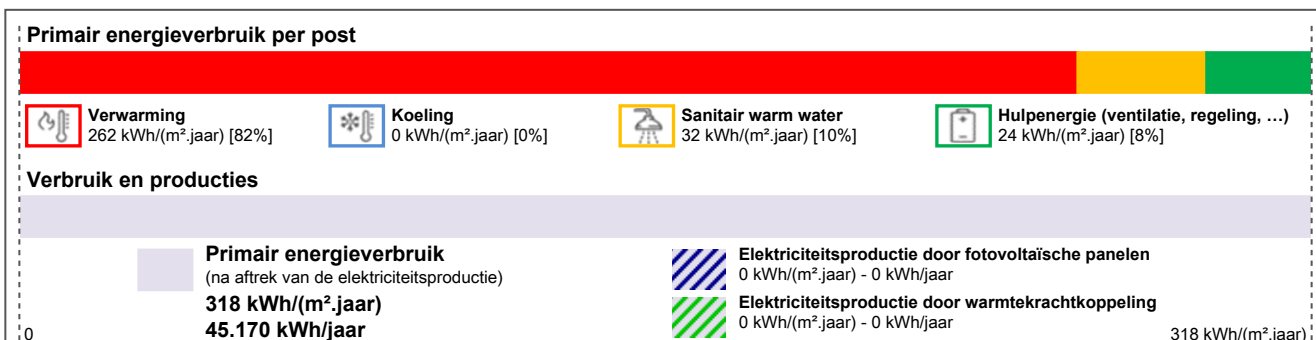 Primair energieverbruik per post
Verwarming
262 kWh/(m².jaar) [82%]
Koeling
0 kWh/(m².jaar) [0%]
Sanitair warm water
32 kWh/(m².jaar) [10%]
Hulpenergie (ventilatie, regeling, …)
24 kWh/(m².jaar) [8%]
Verbruik en producties
Primair energieverbruik
(na aftrek van de elektriciteitsproductie)
318 kWh/(m².jaar)
45.170 kWh/jaar
Elektriciteitsproductie door fotovoltaïsche panelen
0 kWh/(m².jaar) - 0 kWh/jaar
Elektriciteitsproductie door warmtekrachtkoppeling
0 kWh/(m².jaar) - 0 kWh/jaar
0
318 kWh/(m².jaar)